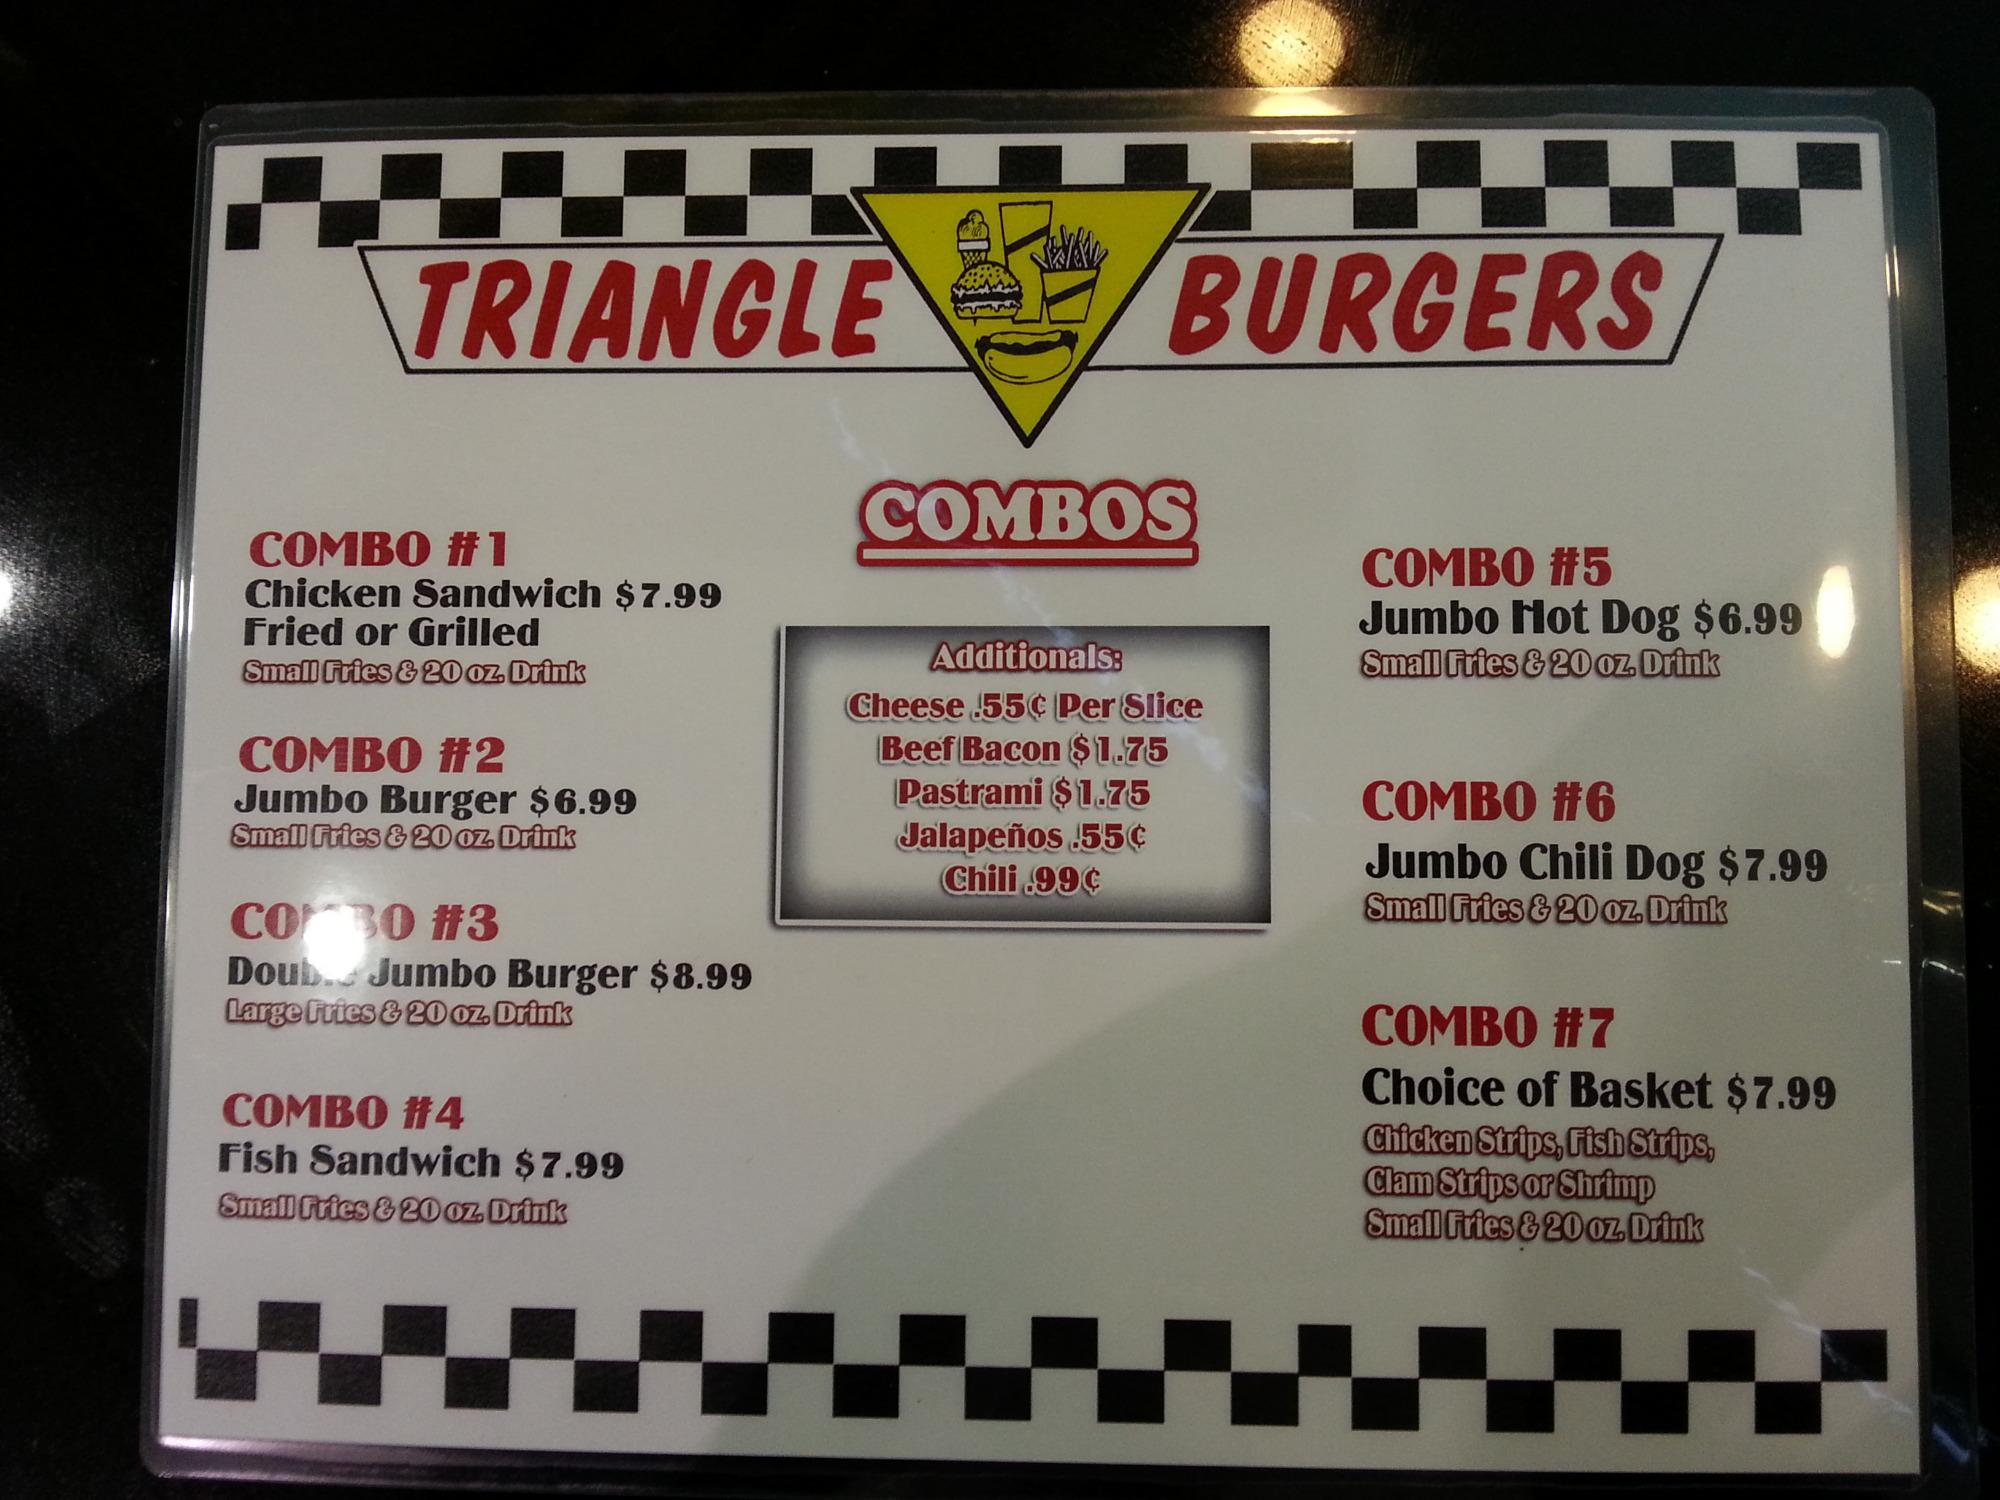 TRIANGLE BURGERS
COMBOS
COMBO #1
Chicken Sandwich $7.99
Fried or Grilled
Small Fries & 20 oz. Drink
COMBO #2
Jumbo Burger $6.99
Small Fries & 20 oz. Drink
COMBO #3
Double Jumbo Burger $8.99
Large Fries & 20 oz. Drink
COMBO #4
Fish Sandwich $7.99
Small Fries & 20 oz. Drink
Additionals:
Cheese .55¢ Per Slice
Beef Bacon $1.75
Pastrami $1.75
Jalapeños .55¢
Chili .99¢
COMBO #5
Jumbo Hot Dog $6.99
Small Fries & 20 oz. Drink
COMBO #6
Jumbo Chili Dog $7.99
Small Fries & 20 oz. Drink
COMBO #7
Choice of Basket $7.99
Chicken Strips, Fish Strips,
Clam Strips or Shrimp
Small Fries & 20 oz. Drink